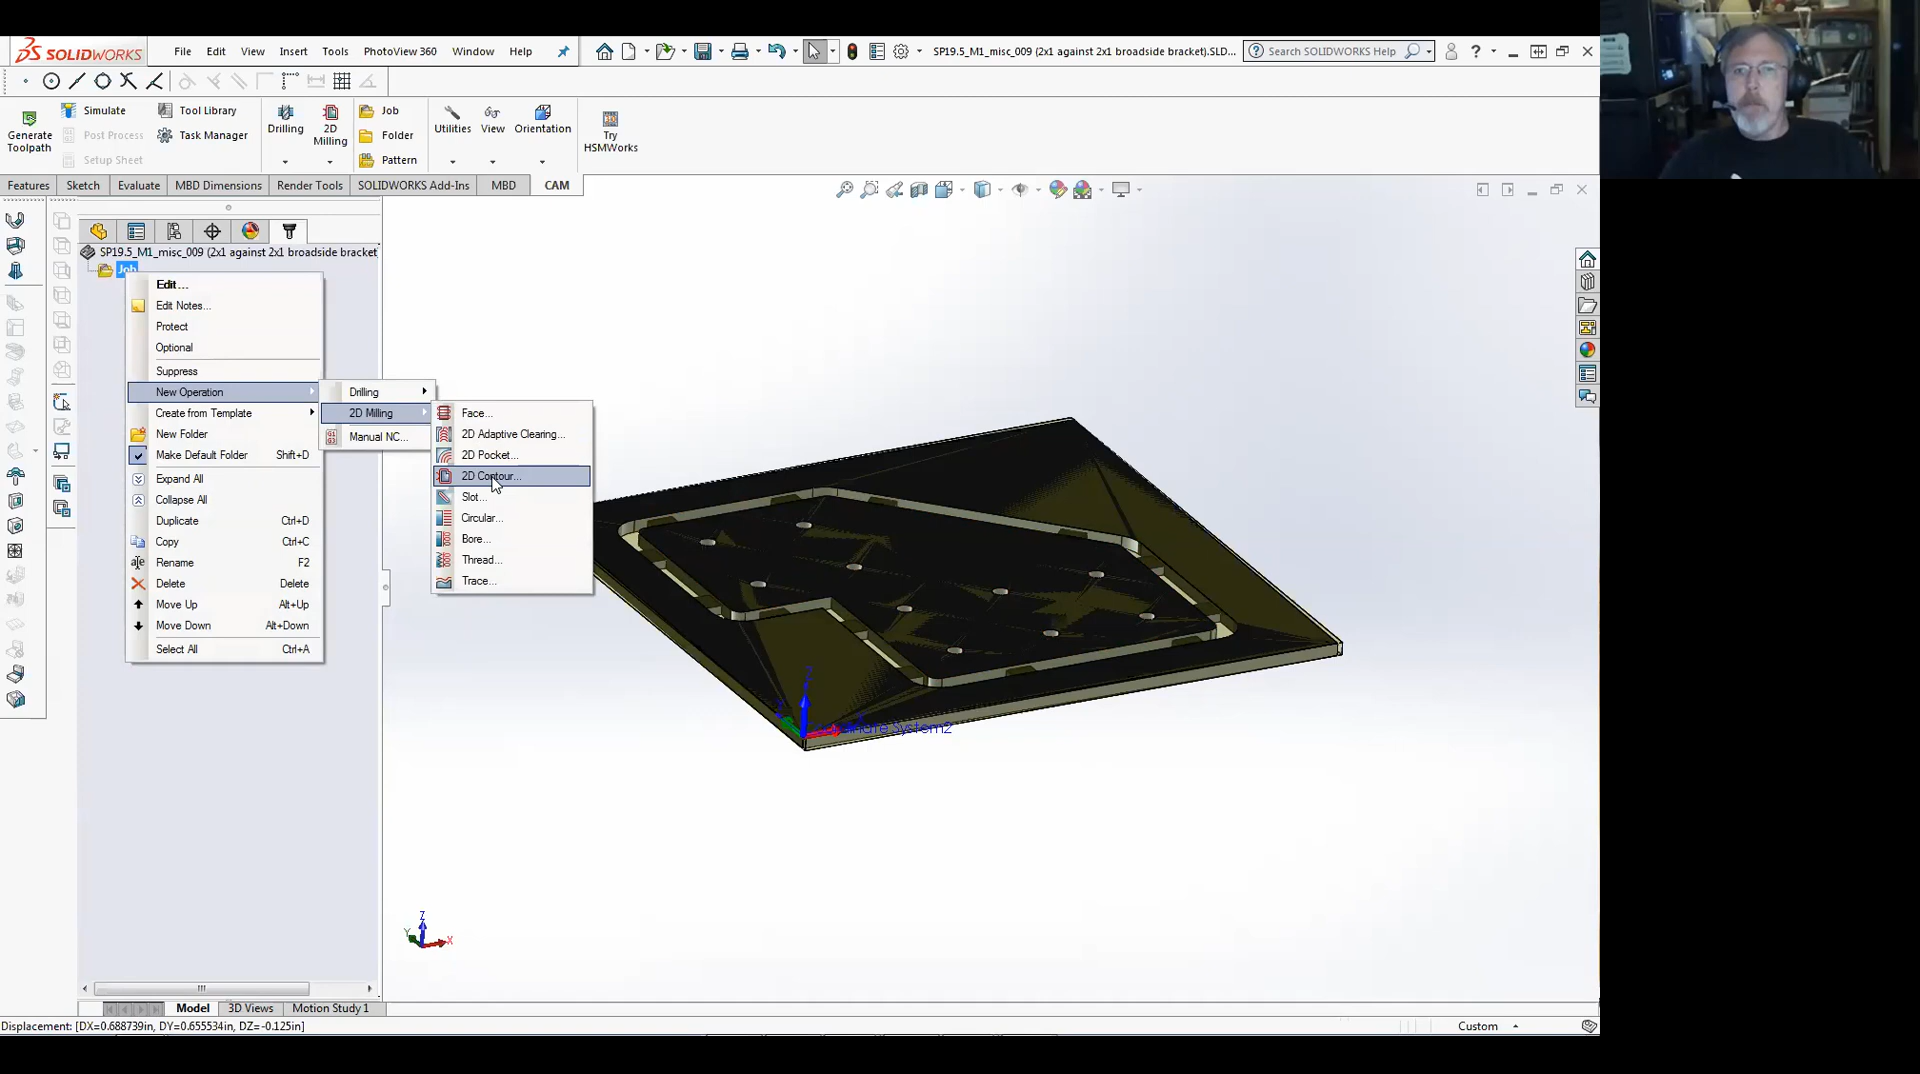 SOLIDWORKS File Edit View Insert Tools PhotoView 360 Window Help SP19.5_M1_misc_009 (2x1 against 2x1 broadside bracket).SLD... Search SOLIDWORKS Help ?
Generate Toolpath
Simulate
Post Process
Setup Sheet
Tool Library
Task Manager
Drilling
2D Milling
Job
Folder
Pattern
Utilities
View
Orientation
Try HSMWorks
Features Sketch Evaluate MBD Dimensions Render Tools SOLIDWORKS Add-Ins MBD CAM
SP19.5_M1_misc_009 (2x1 against 2x1 broadside bracket
Job
Edit...
Edit Notes...
Protect
Optional
Suppress
New Operation
Create from Template
New Folder
Make Default Folder Shift+D
Expand All
Collapse All
Duplicate Ctrl+D
Copy Ctrl+C
Rename F2
Delete Delete
Move Up Alt+Up
Move Down Alt+Down
Select All Ctrl+A
Drilling
2D Milling
Manual NC...
Face...
2D Adaptive Clearing...
2D Pocket...
2D Contour...
Slot...
Circular...
Bore...
Thread...
Trace...
Z
Y
X
Model 3D Views Motion Study 1
Displacement: [DX=0.688739in, DY=0.655534in, DZ=-0.125in] Custom